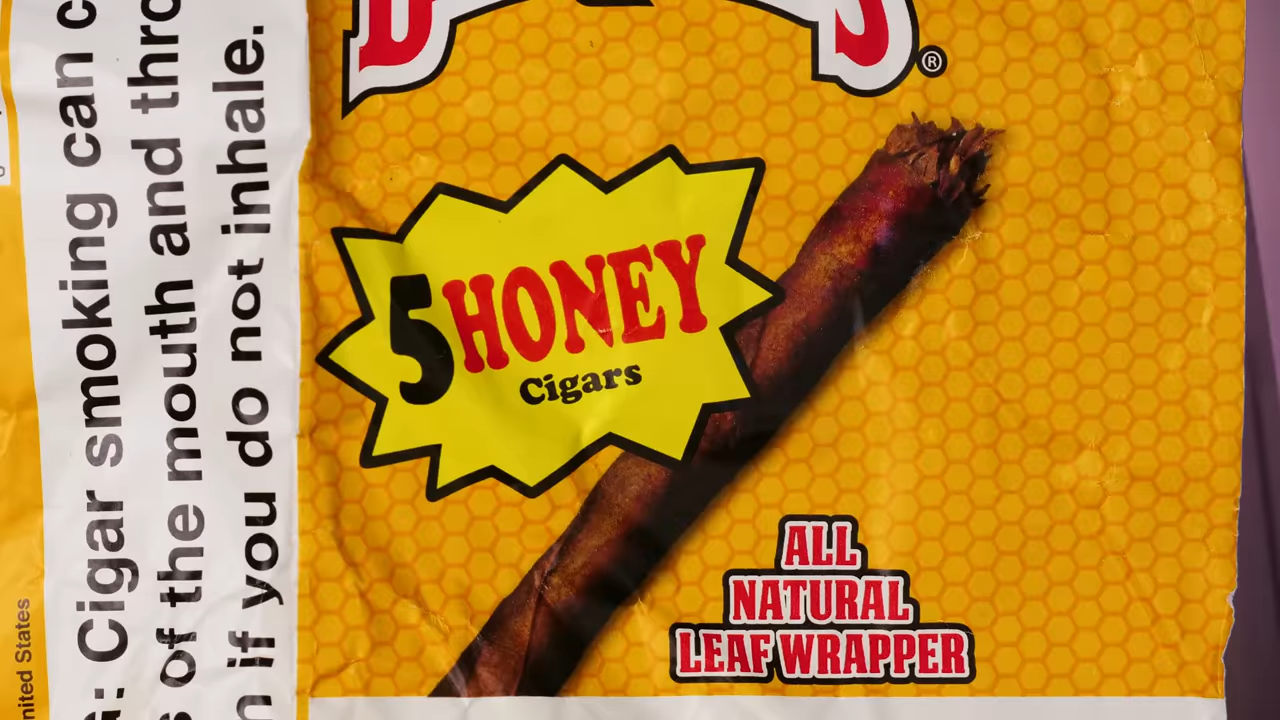 ®
5 HONEY
Cigars
ALL
NATURAL
LEAF WRAPPER
: Cigar smoking can c
of the mouth and thro
if you do not inhale.
nited States